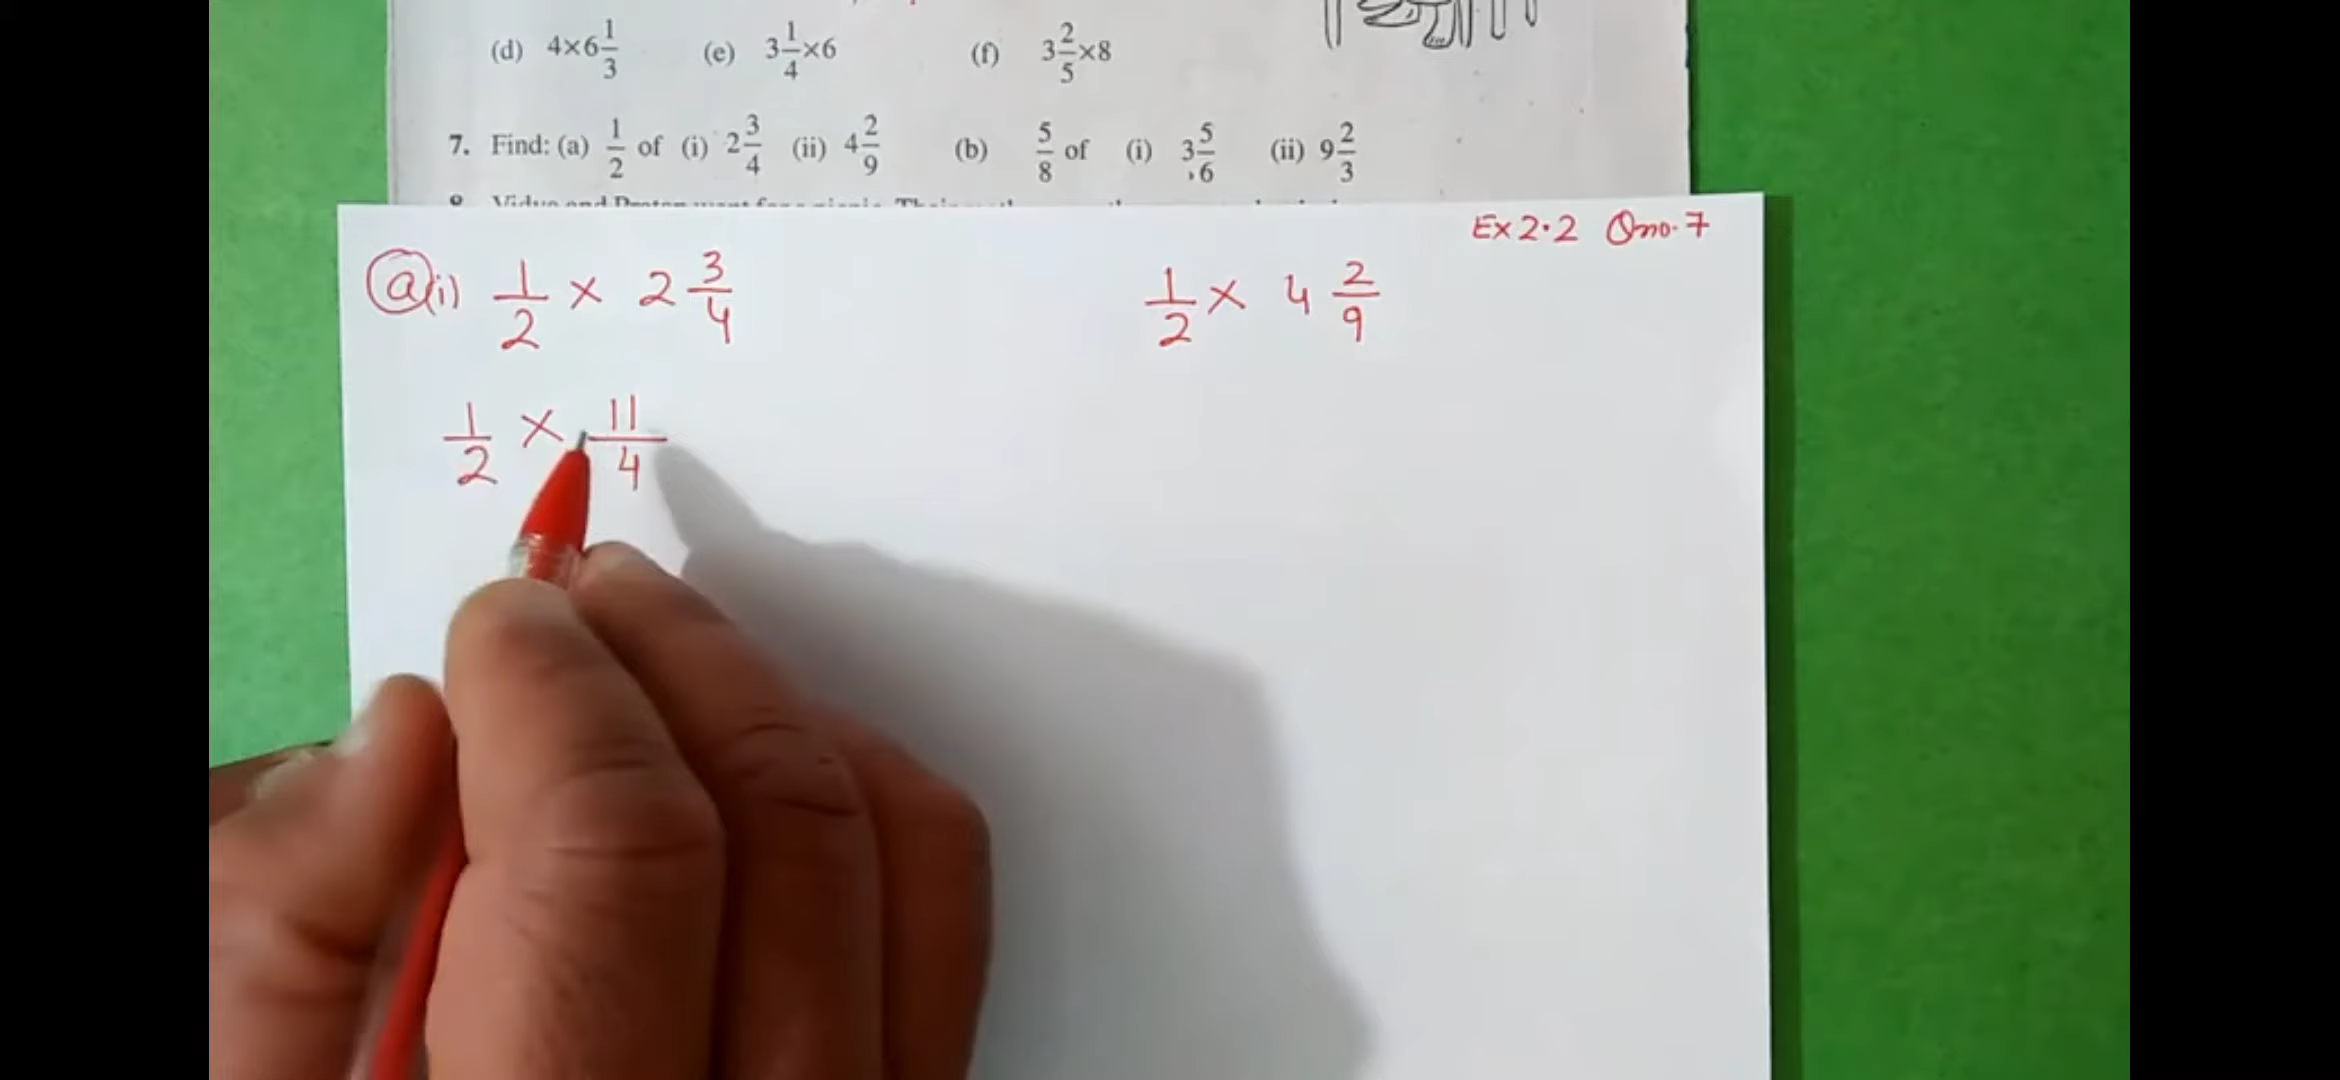 (d) 4×6 1/3 (e) 3 1/4 ×6 (f) 3 2/5 ×8
7. Find: (a) 1/2 of (i) 2 3/4 (ii) 4 2/9 (b) 5/8 of (i) 3 5/6 (ii) 9 2/3
Ex 2.2 Qno. 7
a (i) 1/2 × 2 3/4 1/2 × 4 2/9
1/2 × 11/4